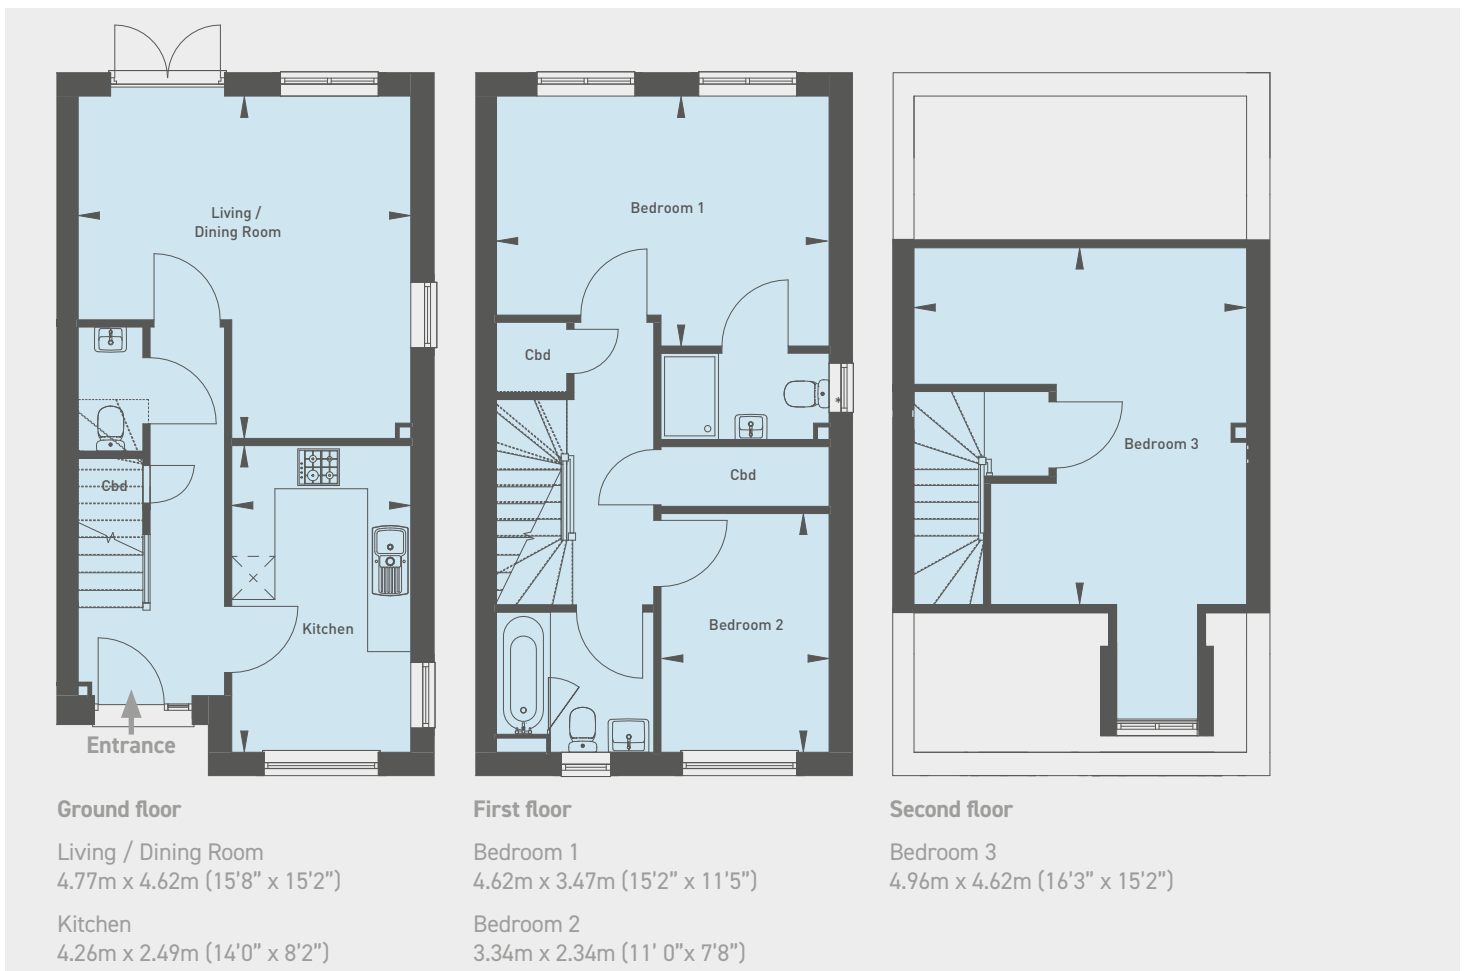 Living /
Dining Room
Cbd
Kitchen
Entrance
Bedroom 1
Cbd
Cbd
Bedroom 2
Bedroom 3
Ground floor
Living / Dining Room
4.77m x 4.62m (15'8” x 15'2”)
Kitchen
4.26m x 2.49m (14'0” x 8'2”)
First floor
Bedroom 1
4.62m x 3.47m (15'2” x 11'5”)
Bedroom 2
3.34m x 2.34m (11' 0”x 7'8”)
Second floor
Bedroom 3
4.96m x 4.62m (16'3” x 15'2”)